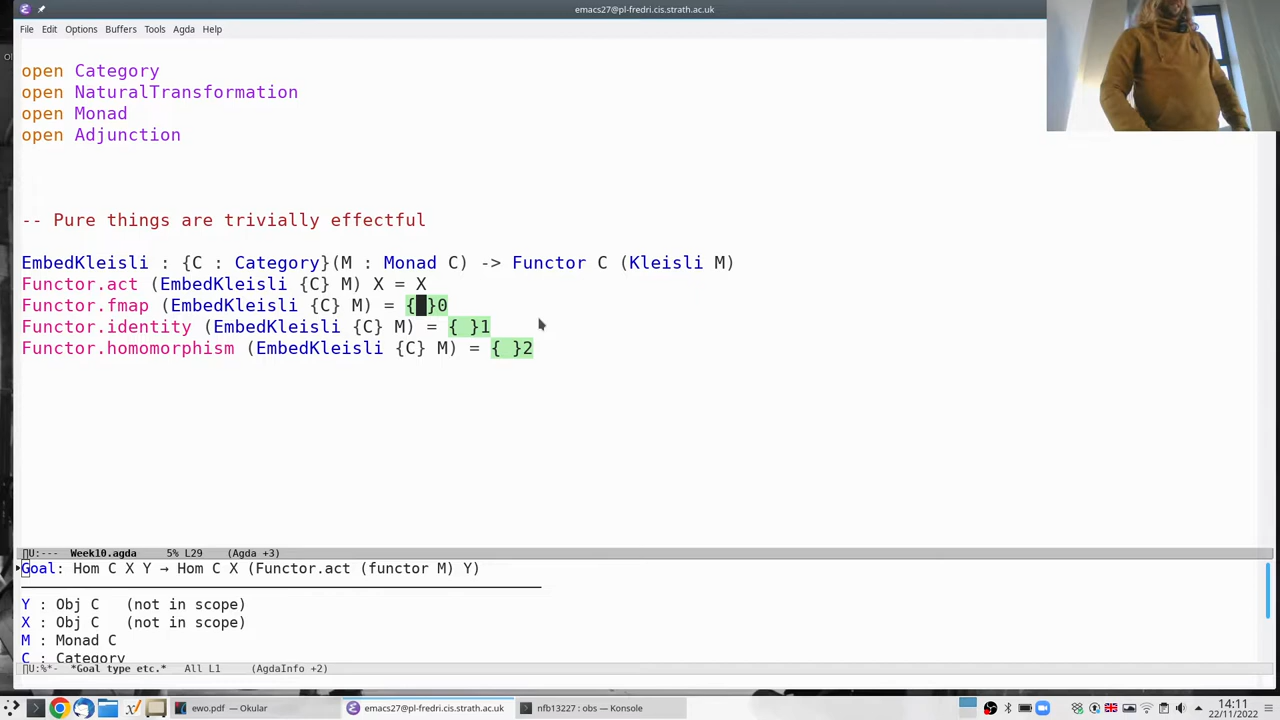 emacs27@pl-fredri.cis.strath.ac.uk
File Edit Options Buffers Tools Agda Help
open Category
open NaturalTransformation
open Monad
open Adjunction
-- Pure things are trivially effectful
EmbedKleisli : {C : Category}(M : Monad C) -> Functor C (Kleisli M)
Functor.act (EmbedKleisli {C} M) X = X
Functor.fmap (EmbedKleisli {C} M) = { }0
Functor.identity (EmbedKleisli {C} M) = { }1
Functor.homomorphism (EmbedKleisli {C} M) = { }2
U:--- Week10.agda 5% L29 (Agda +3)
Goal: Hom C X Y → Hom C X (Functor.act (functor M) Y)
Y : Obj C (not in scope)
X : Obj C (not in scope)
M : Monad C
C : Category
U:%*- *Goal type etc.* All L1 (AgdaInfo +2)
ewo.pdf — Okular
emacs27@pl-fredri.cis.strath.ac.uk
nfb13227 : obs — Konsole
14:11
22/11/2022